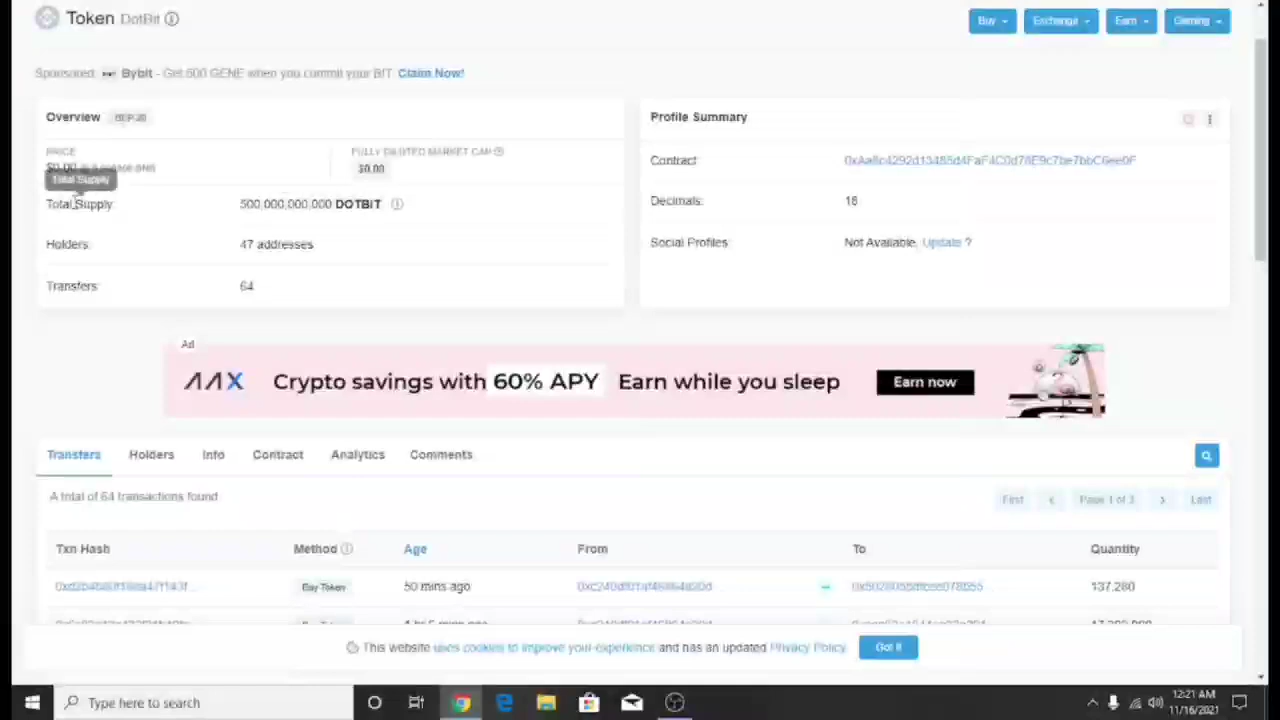 Token DotBit
Buy Exchange Earn Gaming
Sponsored: Bybit - Get 600 GENE when you commit your BIT. Claim Now!
Overview BEP-20
PRICE
$0.00
FULLY DILUTED MARKET CAP
$0.00
Total Supply
Total Supply: 500,000,000,000 DOTBIT
Holders: 47 addresses
Transfers: 64
Profile Summary
Contract:
Decimals: 18
Social Profiles: Not Available, Update ?
Ad
AAX Crypto savings with 60% APY Earn while you sleep Earn now
Transfers Holders Info Contract Analytics Comments
A total of 64 transactions found
First < Page 1 of 3 > Last
Txn Hash Method Age From To Quantity
Buy Token 50 mins ago 137,280
This website uses cookies to improve your experience and has an updated Privacy Policy. Got It
Type here to search
12:21 AM
11/16/2021